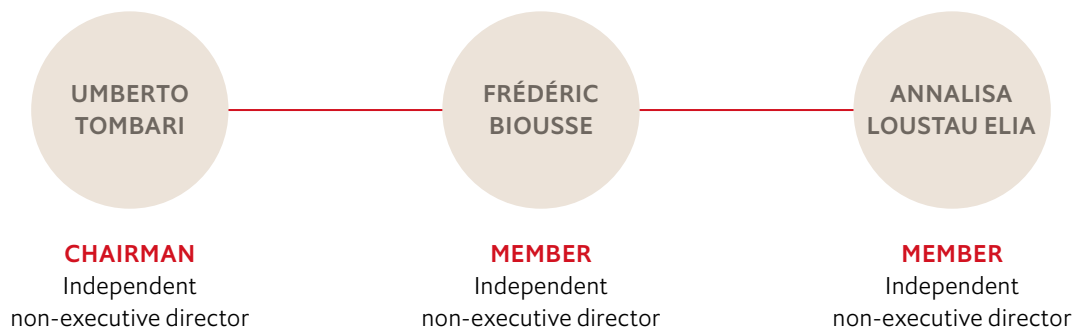 UMBERTO
TOMBARI
FRÉDÉRIC
BIOUSSE
ANNALISA
LOUSTAU ELIA
CHAIRMAN
Independent
non-executive director
MEMBER
Independent
non-executive director
MEMBER
Independent
non-executive director